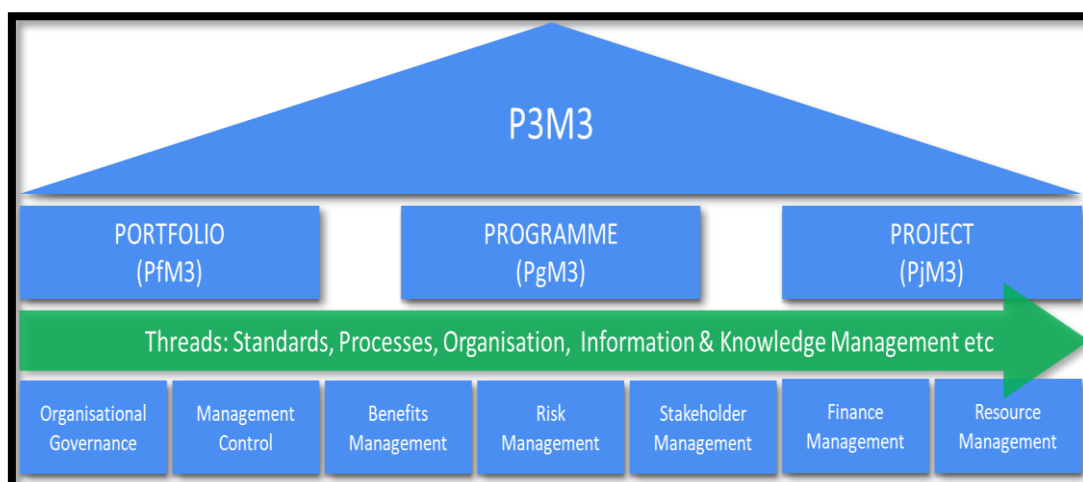 P3M3
PORTFOLIO
(PfM3)
PROGRAMME
(PgM3)
PROJECT
(PjM3)
Threads: Standards, Processes, Organisation, Information & Knowledge Management etc
Organisational
Governance
Management
Control
Benefits
Management
Risk
Management
Stakeholder
Management
Finance
Management
Resource
Management